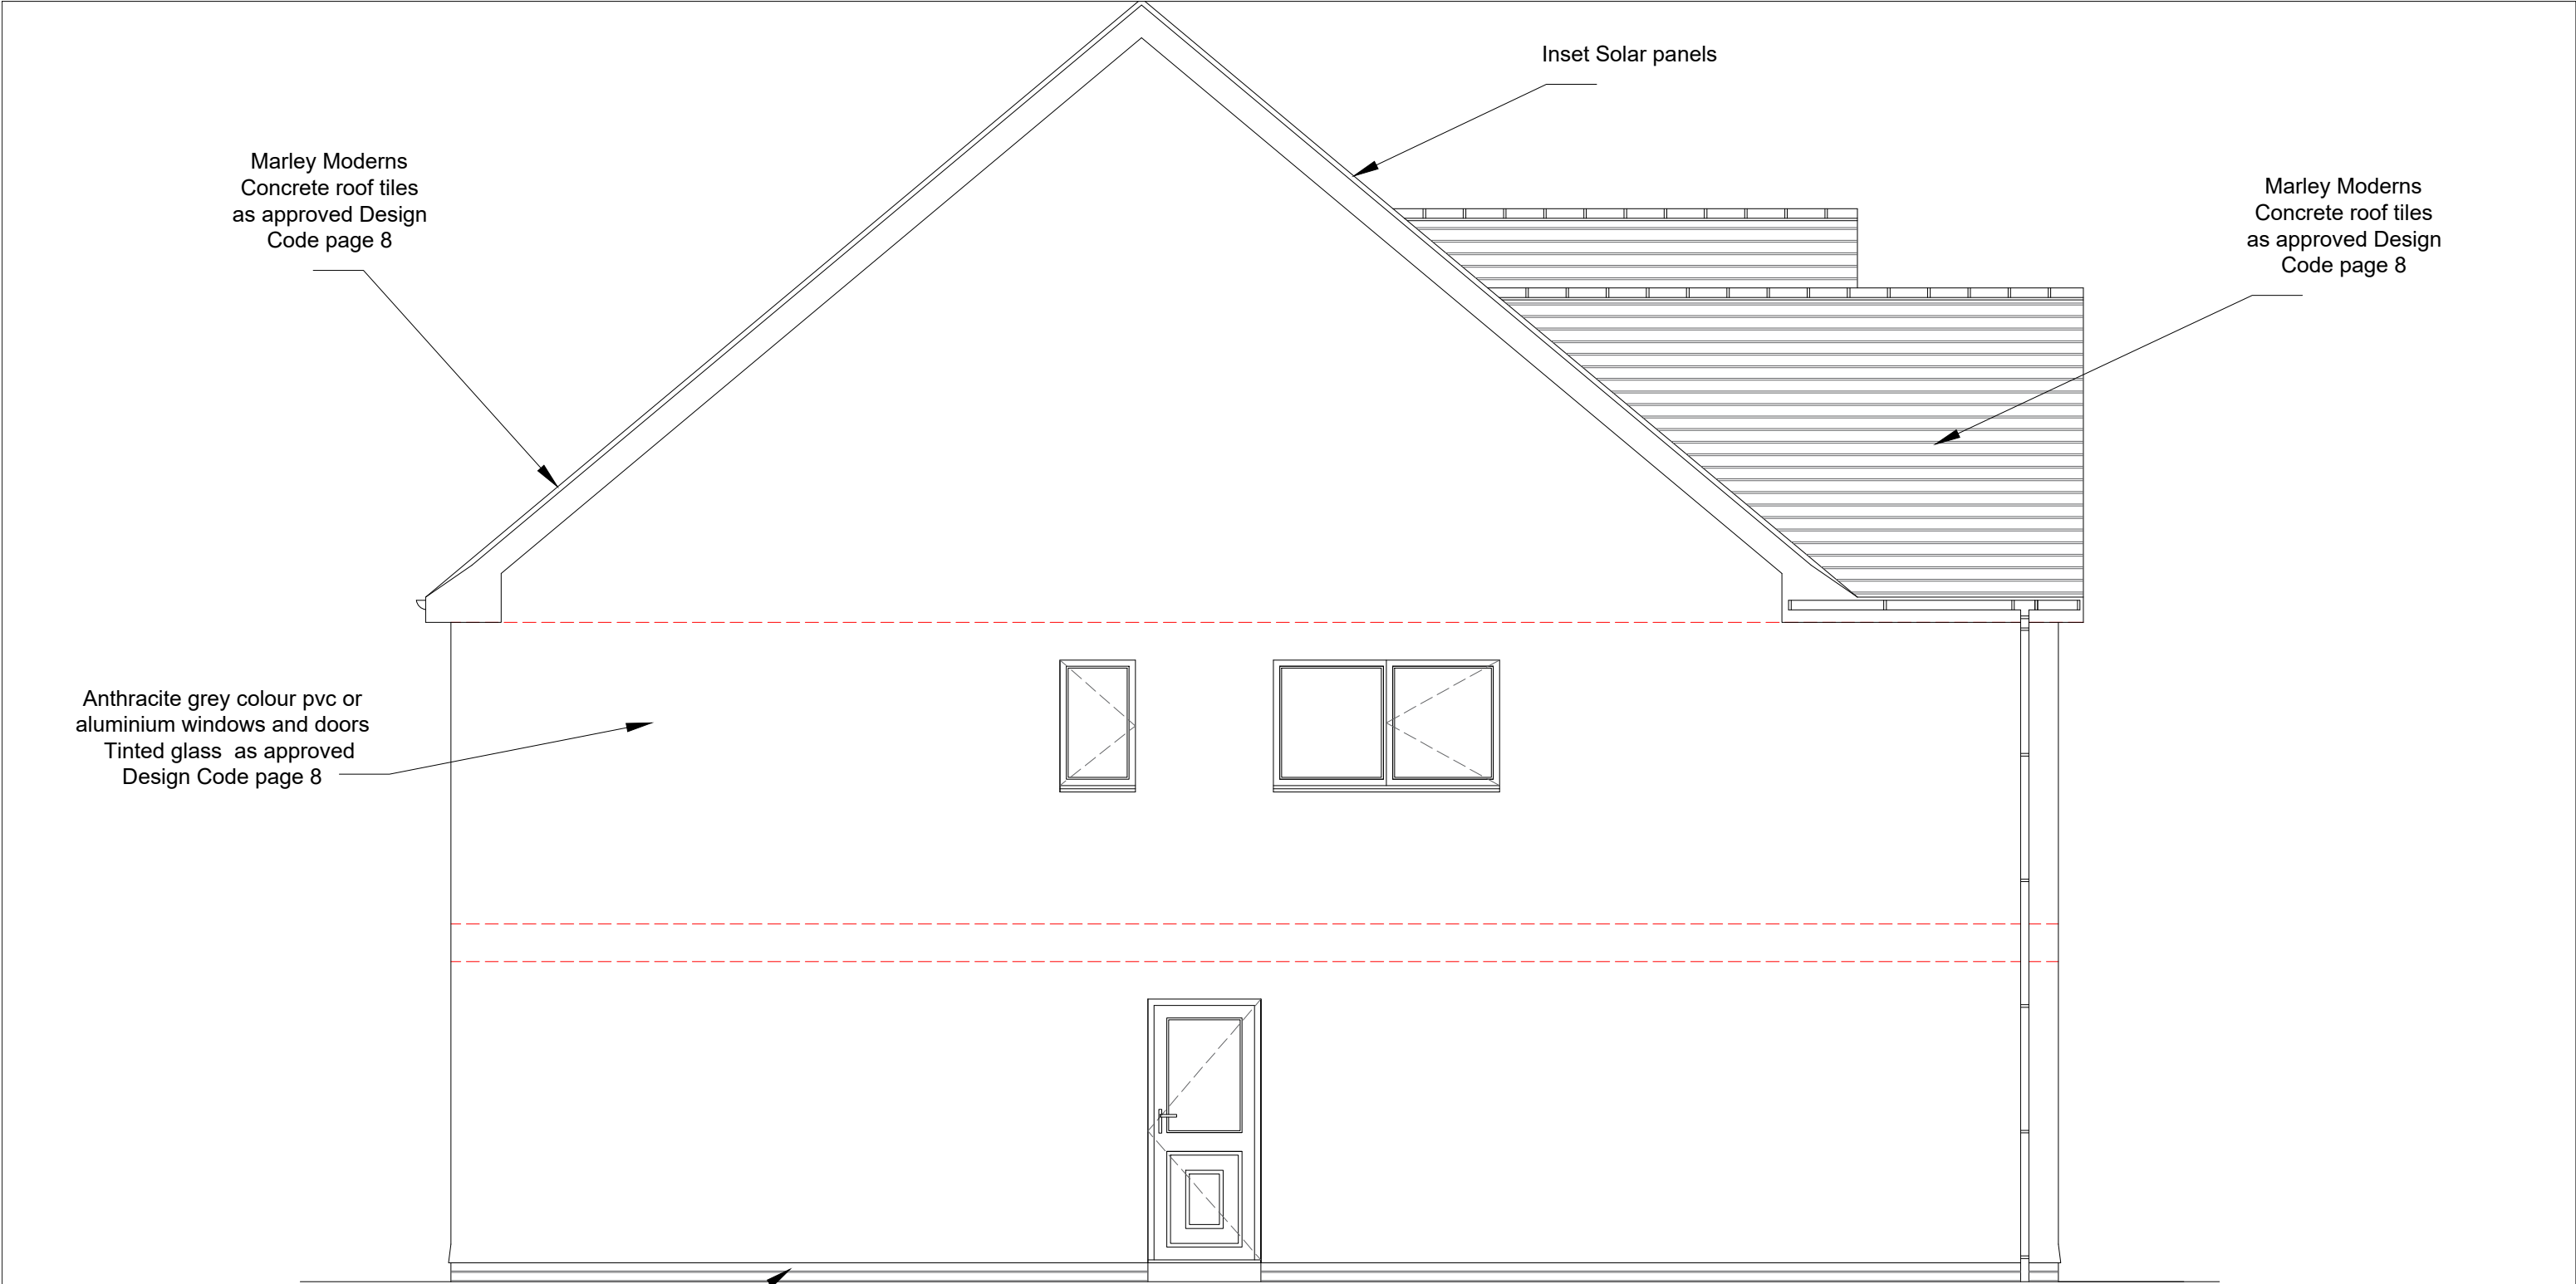 Inset Solar panels
Marley Moderns
Concrete roof tiles
as approved Design
Code page 8
Marley Moderns
Concrete roof tiles
as approved Design
Code page 8
Anthracite grey colour pvc or
aluminium windows and doors
Tinted glass  as approved
Design Code page 8